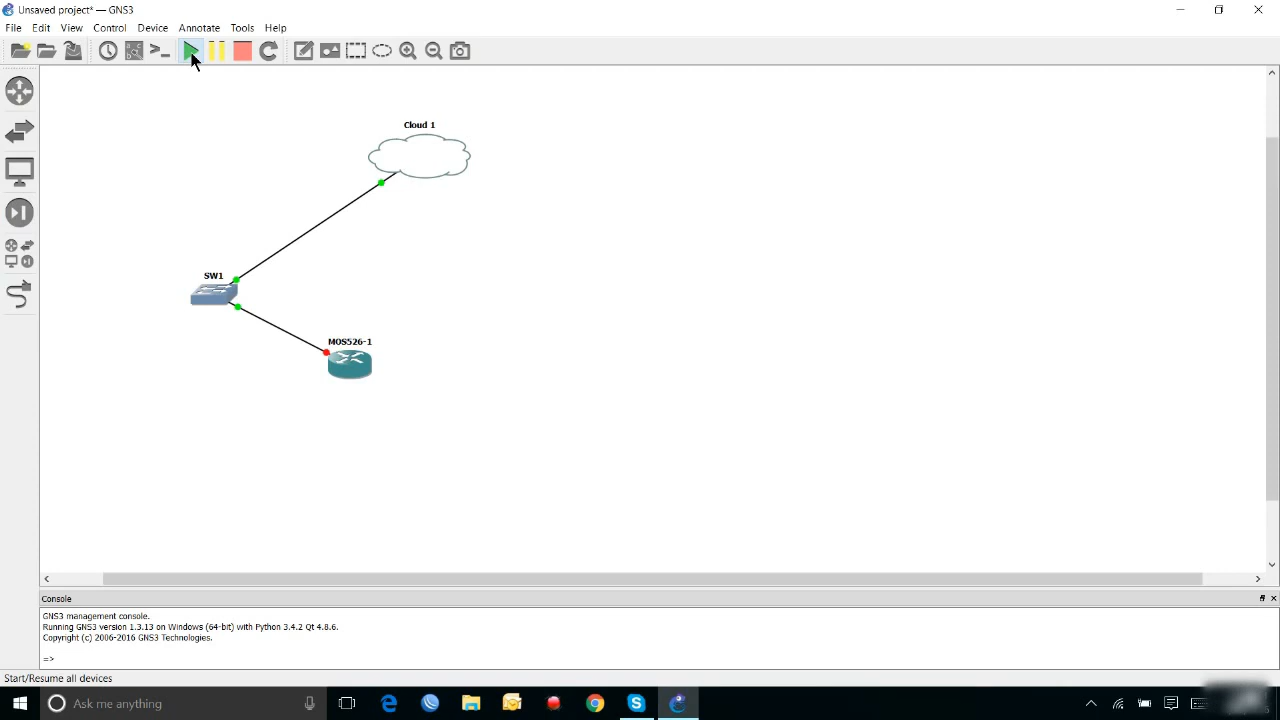 Unsaved project* — GNS3
File Edit View Control Device Annotate Tools Help
Cloud 1
SW1
MOS526-1
Console
GNS3 management console.
Running GNS3 version 1.3.13 on Windows (64-bit) with Python 3.4.2 Qt 4.8.6.
Copyright (c) 2006-2016 GNS3 Technologies.
=>
Start/Resume all devices
Ask me anything